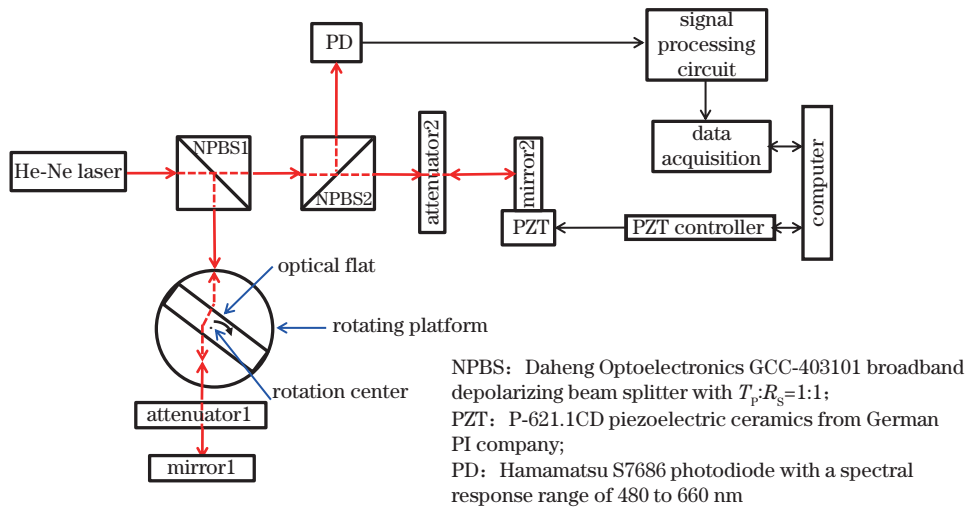 PD
signal
processing
circuit
data
acquisition
computer
He-Ne laser
NPBS1
NPBS2
attenuator2
mirror2
PZT
PZT controller
optical flat
rotating platform
rotation center
attenuator1
mirror1
NPBS: Daheng Optoelectronics GCC-403101 broadband
depolarizing beam splitter with Tₚ:Rₛ=1:1;
PZT: P-621.1CD piezoelectric ceramics from German
PI company;
PD: Hamamatsu S7686 photodiode with a spectral
response range of 480 to 660 nm